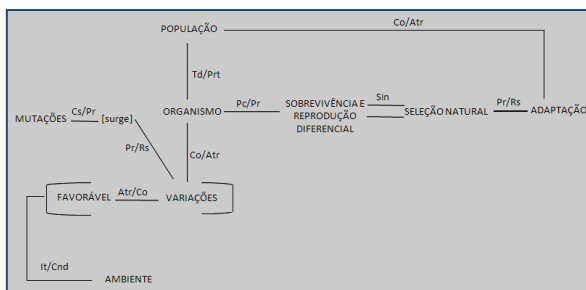 POPULAÇÃO
Co/Atr
Td/Prt
MUTAÇÕES
Cs/Pr
[surge]
ORGANISMO
Pc/Pr
SOBREVIVÊNCIA E
REPRODUÇÃO
DIFERENCIAL
Sin
SELEÇÃO NATURAL
Pr/Rs
ADAPTAÇÃO
Pr/Rs
Co/Atr
FAVORÁVEL
Atr/Co
VARIAÇÕES
It/Cnd
AMBIENTE